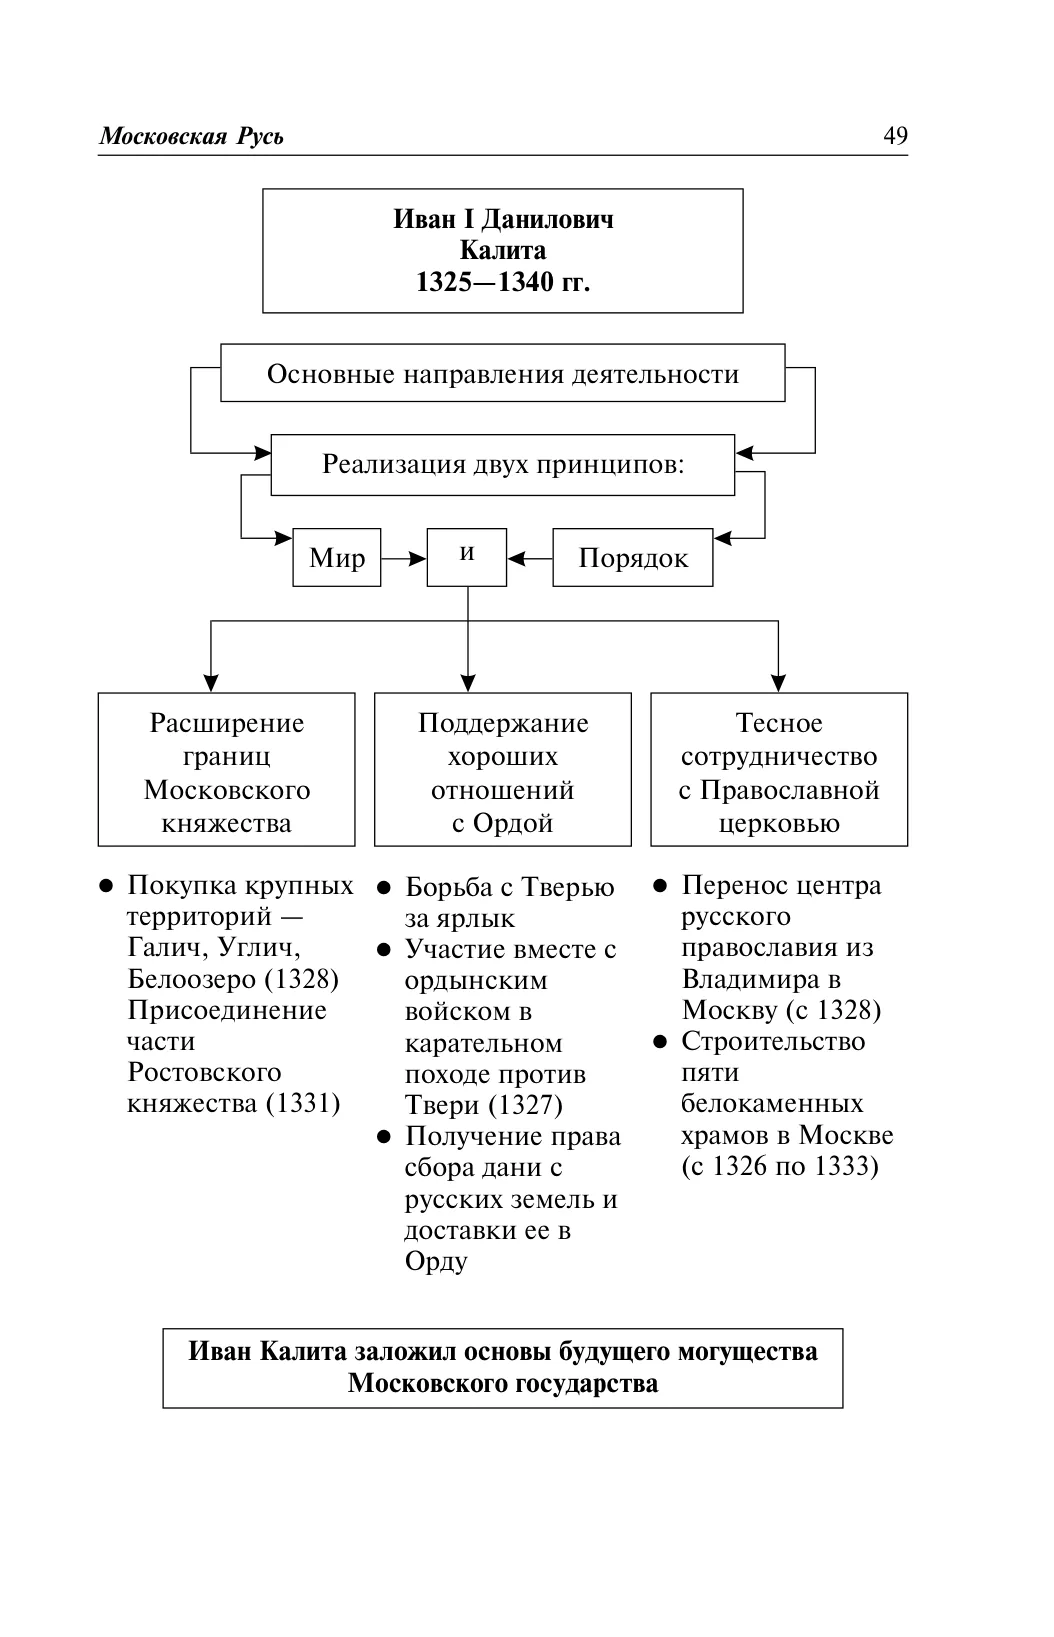 Московская Русь 49
Иван I Данилович
Калита
1325—1340 гг.
Основные направления деятельности
Реализация двух принципов:
Мир и Порядок
Расширение
границ
Московского
княжества
Поддержание
хороших
отношений
с Ордой
Тесное
сотрудничество
с Православной
церковью
● Покупка крупных
территорий —
Галич, Углич,
Белоозеро (1328)
Присоединение
части
Ростовского
княжества (1331)
● Борьба с Тверью
за ярлык
● Участие вместе с
ордынским
войском в
карательном
походе против
Твери (1327)
● Получение права
сбора дани с
русских земель и
доставки ее в
Орду
● Перенос центра
русского
православия из
Владимира в
Москву (с 1328)
● Строительство
пяти
белокаменных
храмов в Москве
(с 1326 по 1333)
Иван Калита заложил основы будущего могущества
Московского государства